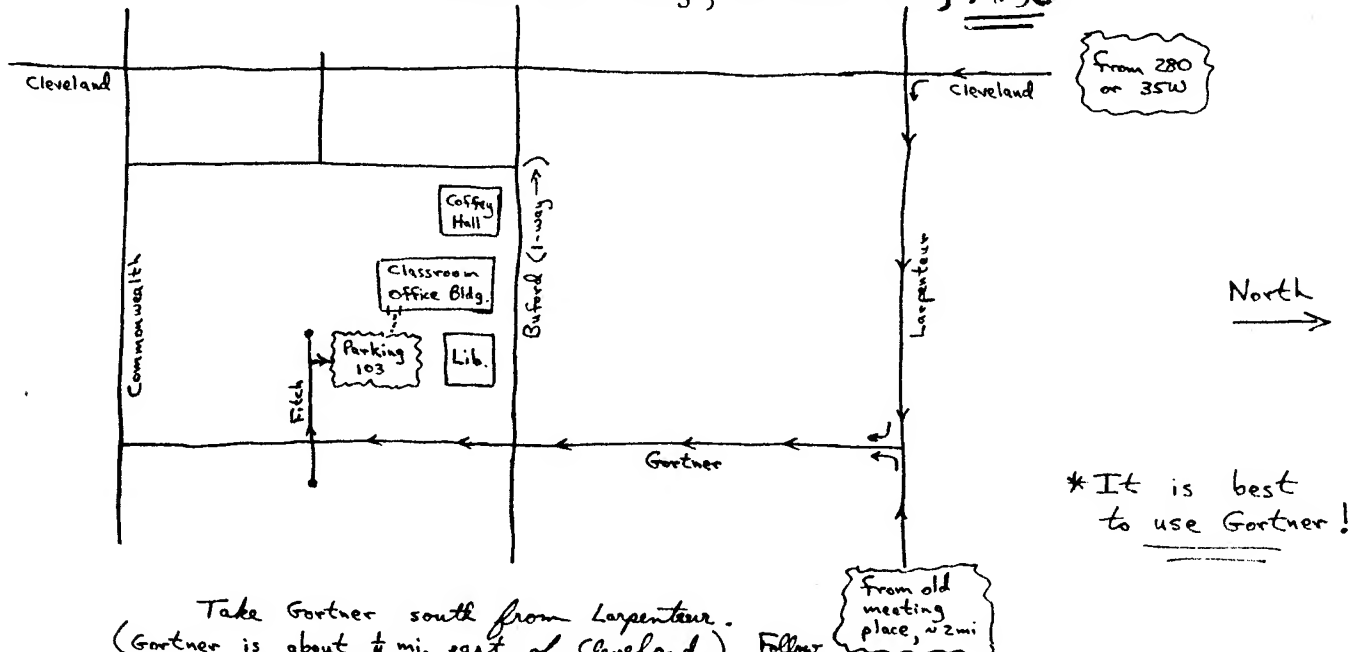 Cleveland
Cleveland
from 280
or 35W
Coffey
Hall
Classroom
Office Bldg.
Parking
103
Lib.
Commonwealth
Fitch
Buford (1-way→)
Larpenteur
North
Gortner
*It is best
to use Gortner!
from old
meeting
place, ~2mi
Take Gortner south from Larpenteur.
(Gortner is about ¼ mi. east of Cleveland) Follow